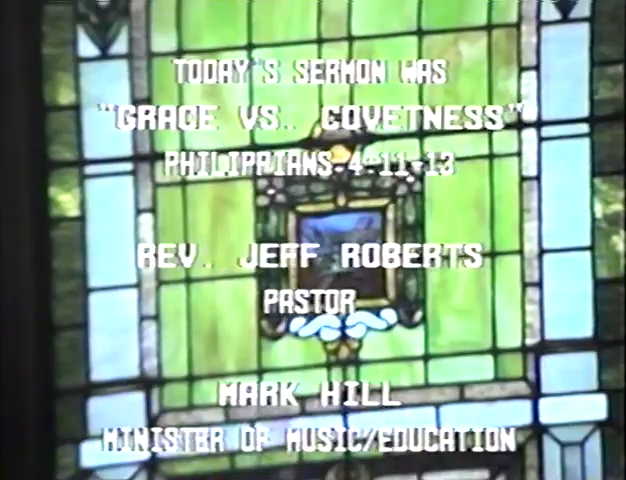 TODAY'S SERMON WAS
"GRACE VS. COVETNESS"
PHILIPPIANS 4:11-13
REV. JEFF ROBERTS
PASTOR
MARK HILL
MINISTER OF MUSIC/EDUCATION